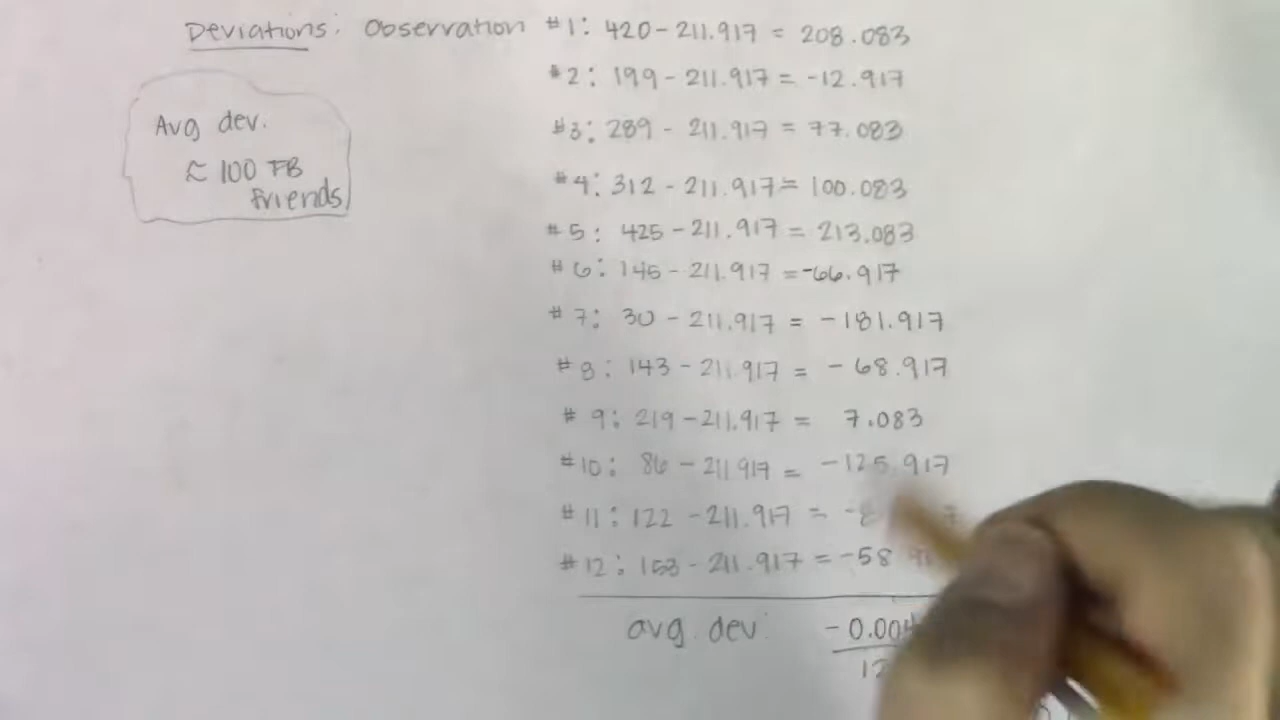 Deviations: Observation #1: 420 - 211.917 = 208.083
#2: 199 - 211.917 = -12.917
Avg dev.
≈ 100 FB
friends
#3: 289 - 211.917 = 77.083
#4: 312 - 211.917 = 100.083
#5: 425 - 211.917 = 213.083
#6: 145 - 211.917 = -66.917
#7: 30 - 211.917 = -181.917
#8: 143 - 211.917 = -68.917
#9: 219 - 211.917 = 7.083
#10: 86 - 211.917 = -125.917
#11: 122 - 211.917 =
#12: 153 - 211.917 = -58
avg. dev:
-0.004
12